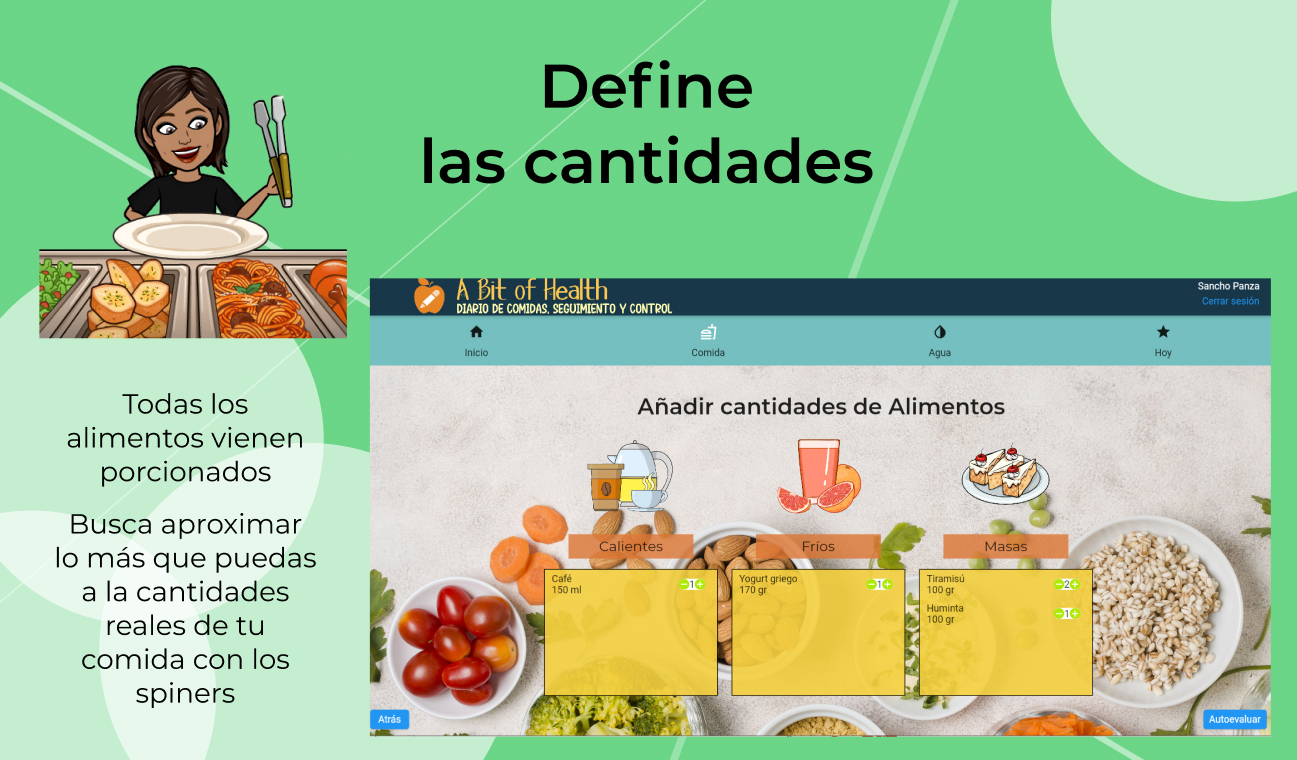 Define
las cantidades
Todas los
alimentos vienen
porcionados
Busca aproximar
lo más que puedas
a la cantidades
reales de tu
comida con los
spiners
A Bit of Health
DIARIO DE COMIDAS, SEGUIMIENTO Y CONTROL
Sancho Panza
Cerrar sesión
Inicio
Comida
Agua
Hoy
Añadir cantidades de Alimentos
Calientes
Fríos
Masas
Café
150 ml
1
Yogurt griego
170 gr
1
Tiramisú
100 gr
2
Huminta
100 gr
1
Atrás
Autoevaluar